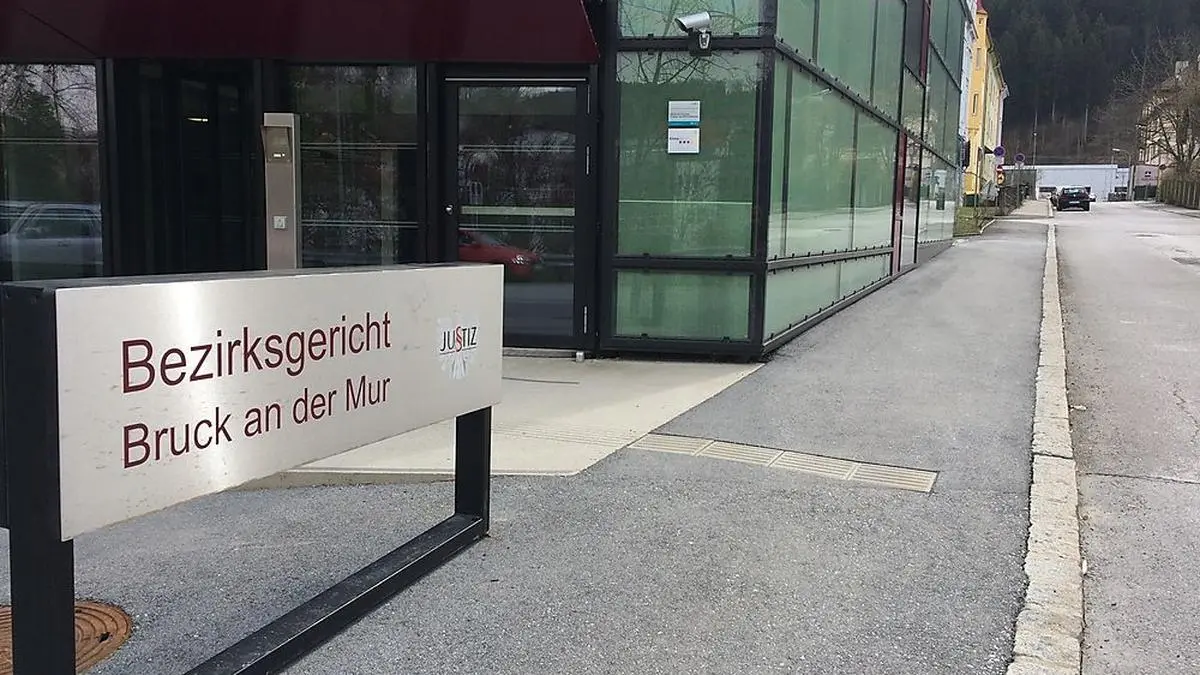 Bezirksgericht
Bruck an der Mur
JUSTIZ